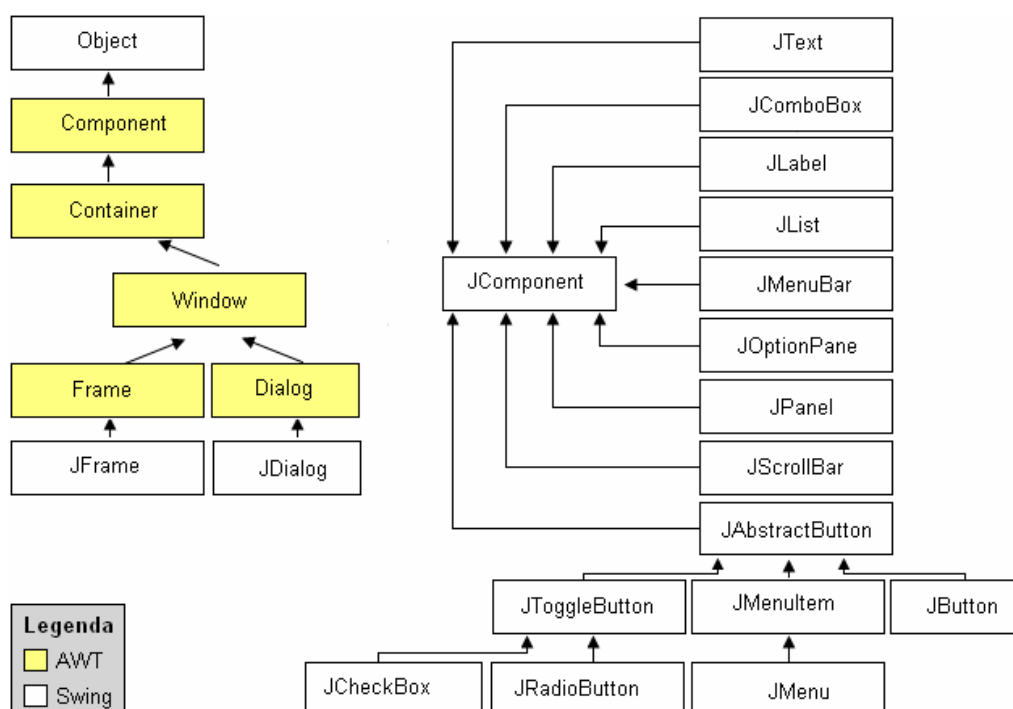 Object
Component
Container
Window
Frame
Dialog
JFrame
JDialog
JText
JComboBox
JLabel
JList
JComponent
JMenuBar
JOptionPane
JPanel
JScrollBar
JAbstractButton
JToggleButton
JMenuItem
JButton
JCheckBox
JRadioButton
JMenu
Legenda
AWT
Swing